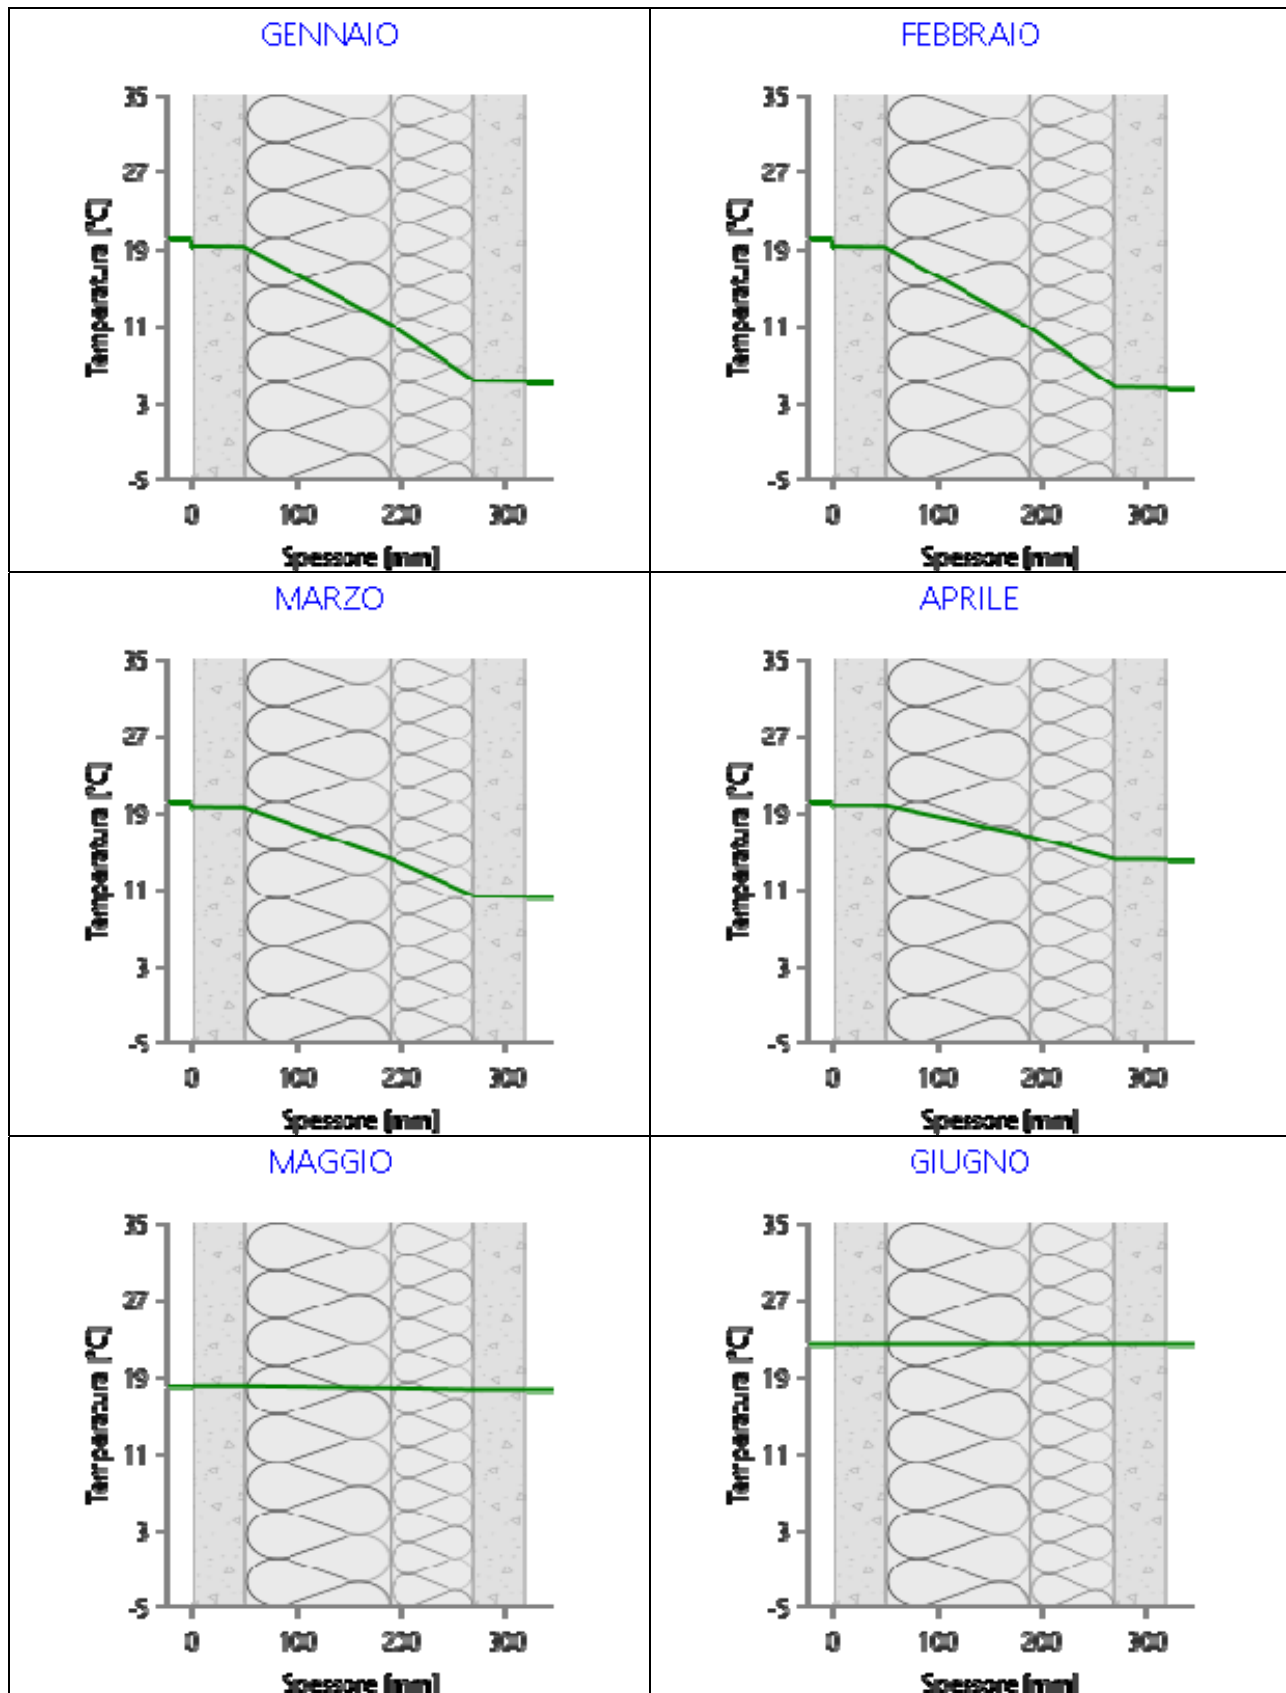 GENNAIO
35
27
19
11
3
-5
Temperatura [°C]
0 100 200 300
Spessore [mm]
FEBBRAIO
35
27
19
11
3
-5
Temperatura [°C]
0 100 200 300
Spessore [mm]
MARZO
35
27
19
11
3
-5
Temperatura [°C]
0 100 200 300
Spessore [mm]
APRILE
35
27
19
11
3
-5
Temperatura [°C]
0 100 200 300
Spessore [mm]
MAGGIO
35
27
19
11
3
-5
Temperatura [°C]
0 100 200 300
Spessore [mm]
GIUGNO
35
27
19
11
3
-5
Temperatura [°C]
0 100 200 300
Spessore [mm]